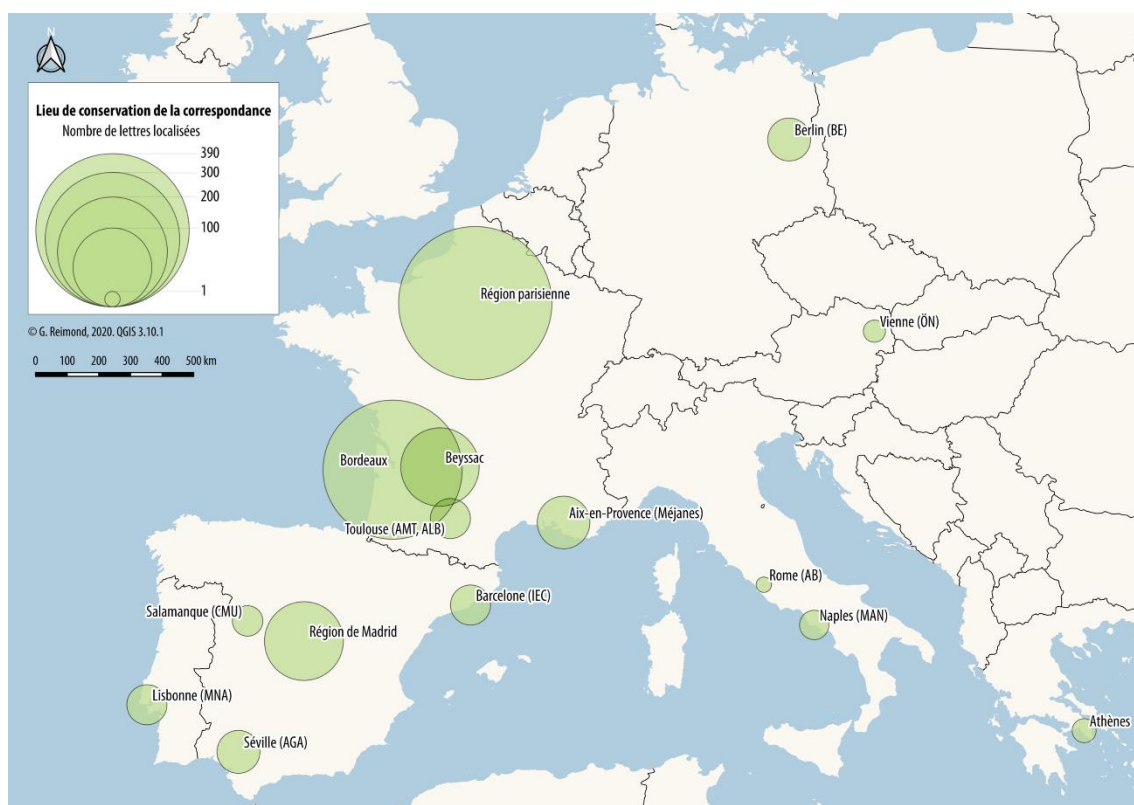 N
Lieu de conservation de la correspondance
Nombre de lettres localisées
390
300
200
100
1
© G. Reimond, 2020. QGIS 3.10.1
0 100 200 300 400 500 km
Berlin (BE)
Région parisienne
Vienne (ÖN)
Bordeaux
Beyssac
Toulouse (AMT, ALB)
Aix-en-Provence (Méjanes)
Rome (AB)
Barcelone (IEC)
Salamanque (CMU)
Naples (MAN)
Région de Madrid
Lisbonne (MNA)
Athènes
Séville (AGA)